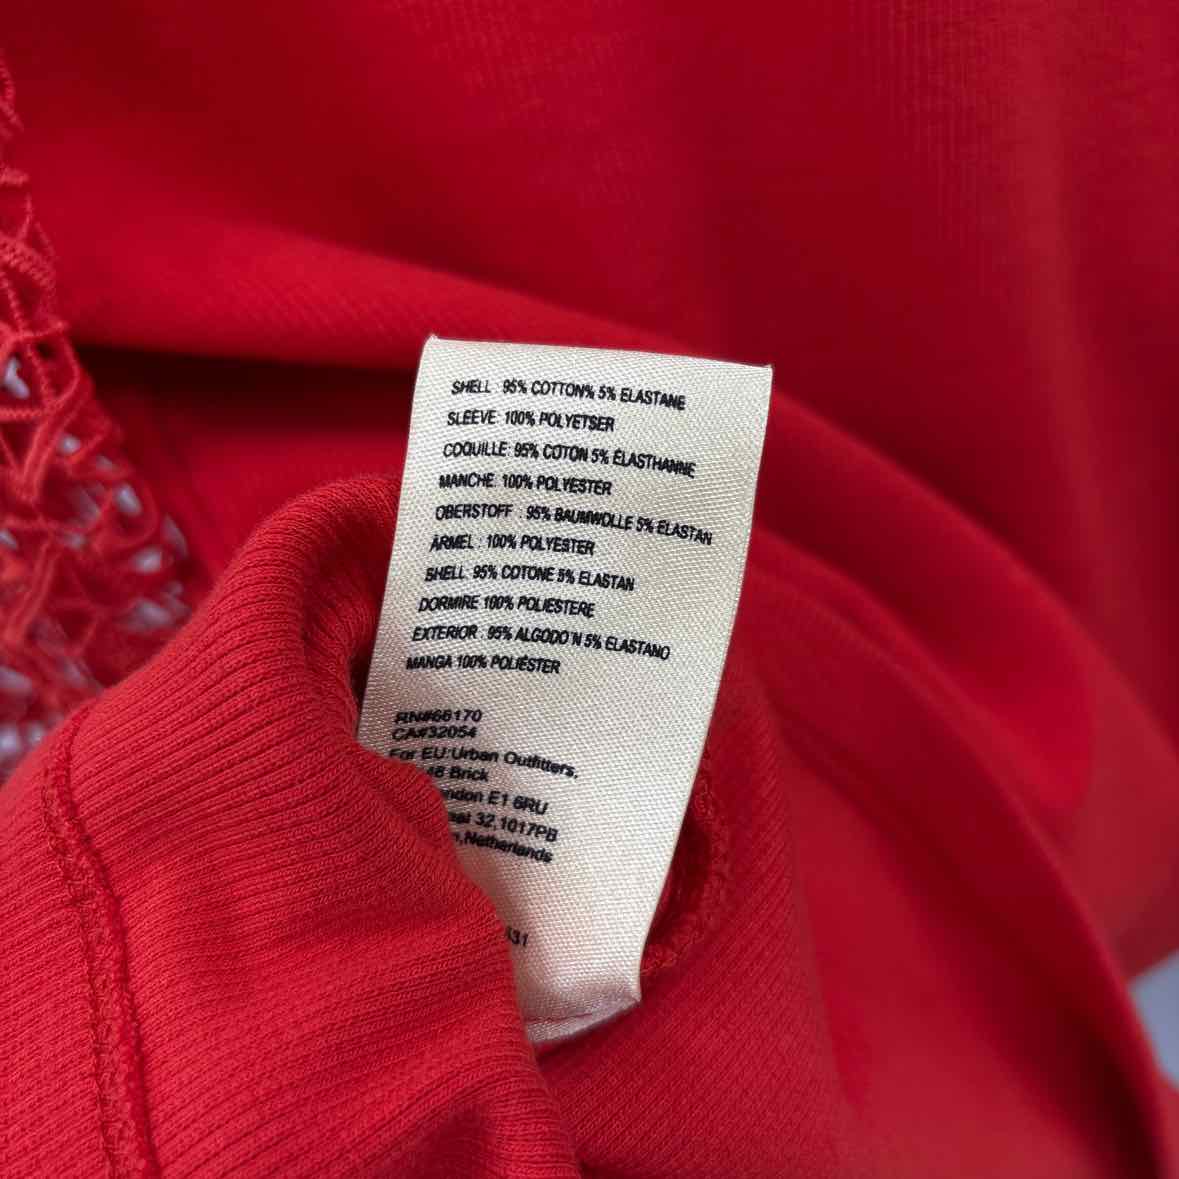 SHELL 95% COTTON% 5% ELASTANE
SLEEVE 100% POLYETSER
COQUILLE: 95% COTON 5% ÉLASTHANNE
MANCHE: 100% POLYESTER
OBERSTOFF : 95% BAUMWOLLE 5% ELASTAN
ÄRMEL : 100% POLYESTER
SHELL 95% COTONE 5% ELASTAN
DORMIRE 100% POLIESTERE
EXTERIOR : 95% ALGODO'N 5% ELASTANO
MANGA 100% POLIÉSTER
RN#66170
CA#32054
For EU:Urban Outfitters,
Brick
E1 6RU
32,1017PB
Netherlands